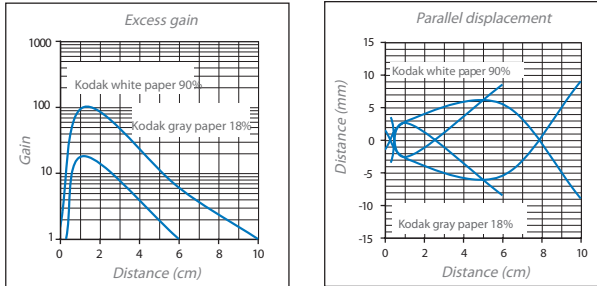 Excess gain
1000
Kodak white paper 90%
100
Kodak gray paper 18%
Gain
10
1
0 2 4 6 8 10
Distance (cm)
Parallel displacement
15
Kodak white paper 90%
10
5
Distance (mm)
0
-5
-10
Kodak gray paper 18%
-15
0 2 4 6 8 10
Distance (cm)